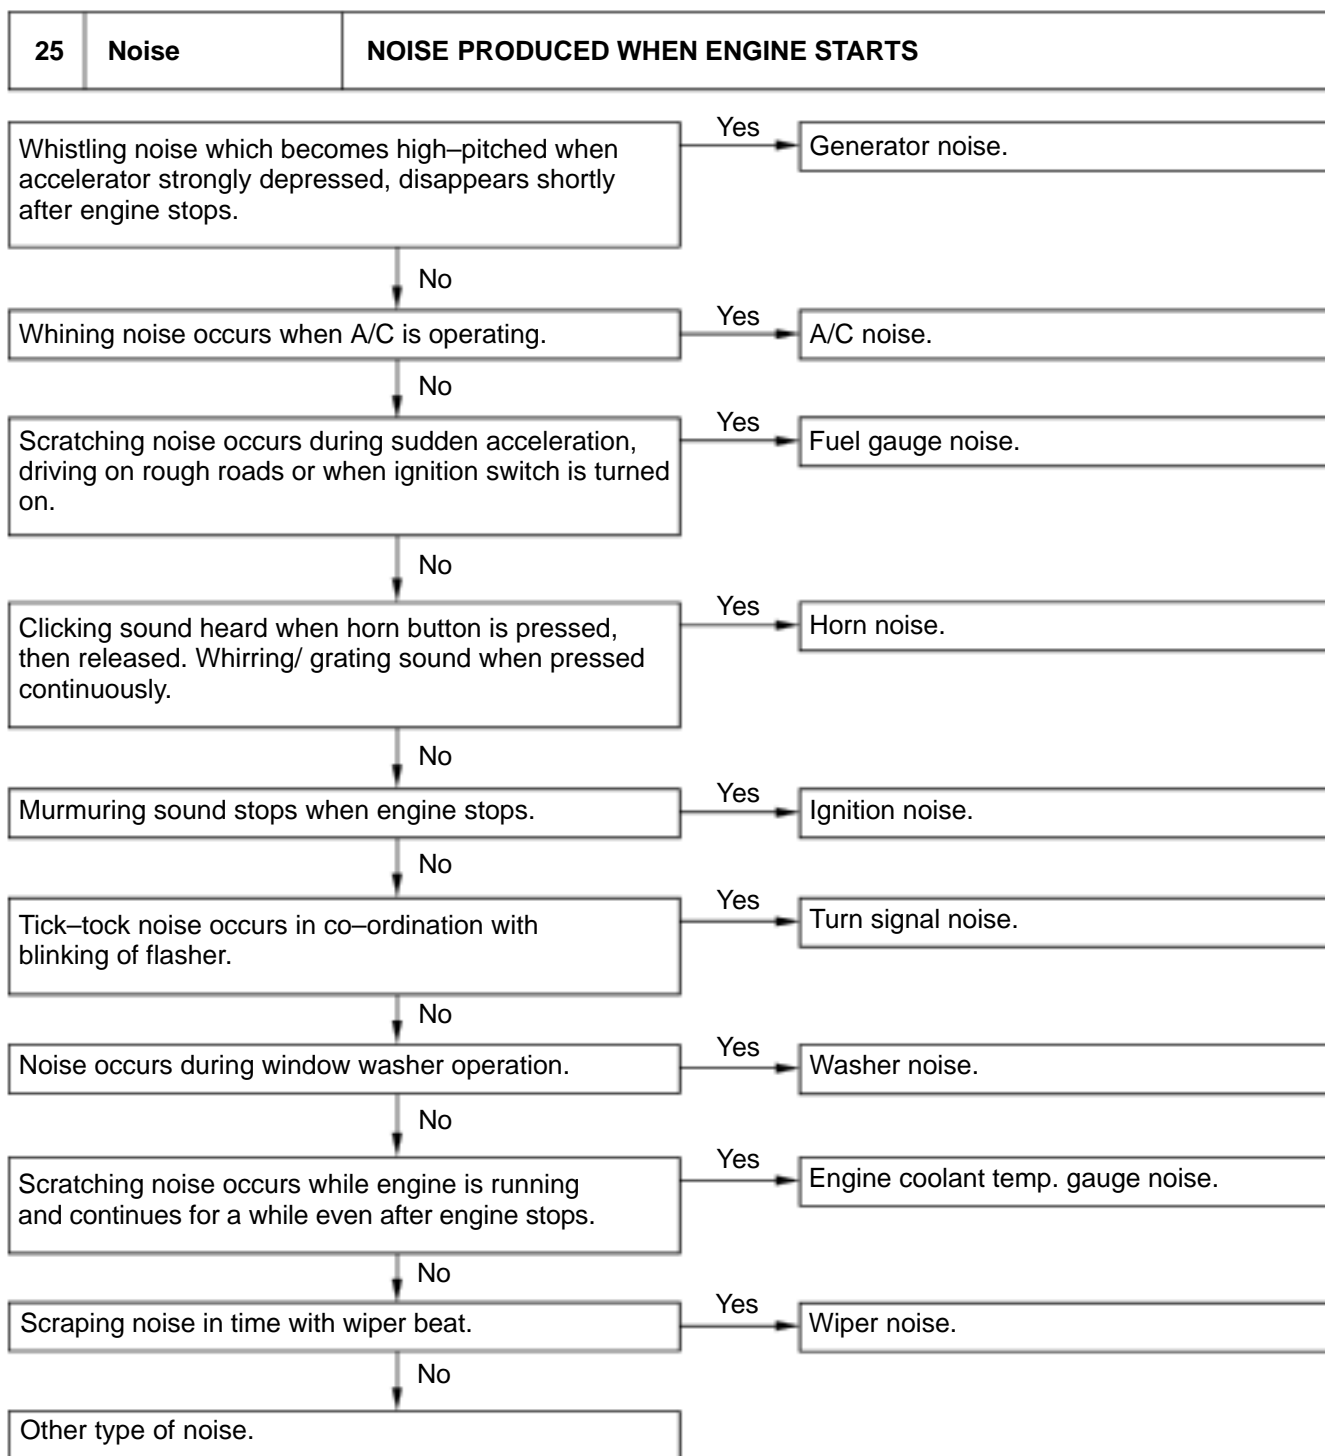 25 Noise NOISE PRODUCED WHEN ENGINE STARTS
Whistling noise which becomes high–pitched when
accelerator strongly depressed, disappears shortly
after engine stops.
Yes
Generator noise.
No
Whining noise occurs when A/C is operating.
Yes
A/C noise.
No
Scratching noise occurs during sudden acceleration,
driving on rough roads or when ignition switch is turned
on.
Yes
Fuel gauge noise.
No
Clicking sound heard when horn button is pressed,
then released. Whirring/ grating sound when pressed
continuously.
Yes
Horn noise.
No
Murmuring sound stops when engine stops.
Yes
Ignition noise.
No
Tick–tock noise occurs in co–ordination with
blinking of flasher.
Yes
Turn signal noise.
No
Noise occurs during window washer operation.
Yes
Washer noise.
No
Scratching noise occurs while engine is running
and continues for a while even after engine stops.
Yes
Engine coolant temp. gauge noise.
No
Scraping noise in time with wiper beat.
Yes
Wiper noise.
No
Other type of noise.